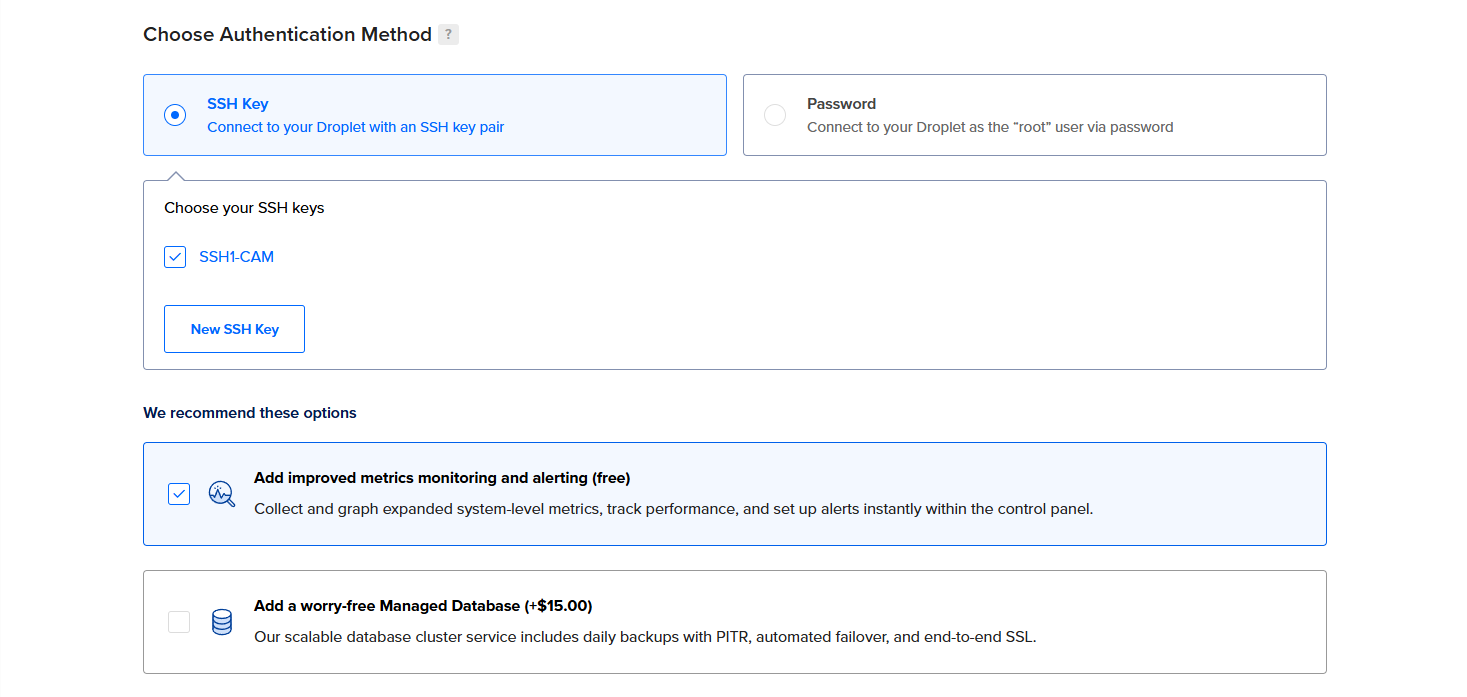 Choose Authentication Method ?
SSH Key
Connect to your Droplet with an SSH key pair
Password
Connect to your Droplet as the “root” user via password
Choose your SSH keys
SSH1-CAM
New SSH Key
We recommend these options
Add improved metrics monitoring and alerting (free)
Collect and graph expanded system-level metrics, track performance, and set up alerts instantly within the control panel.
Add a worry-free Managed Database (+$15.00)
Our scalable database cluster service includes daily backups with PITR, automated failover, and end-to-end SSL.